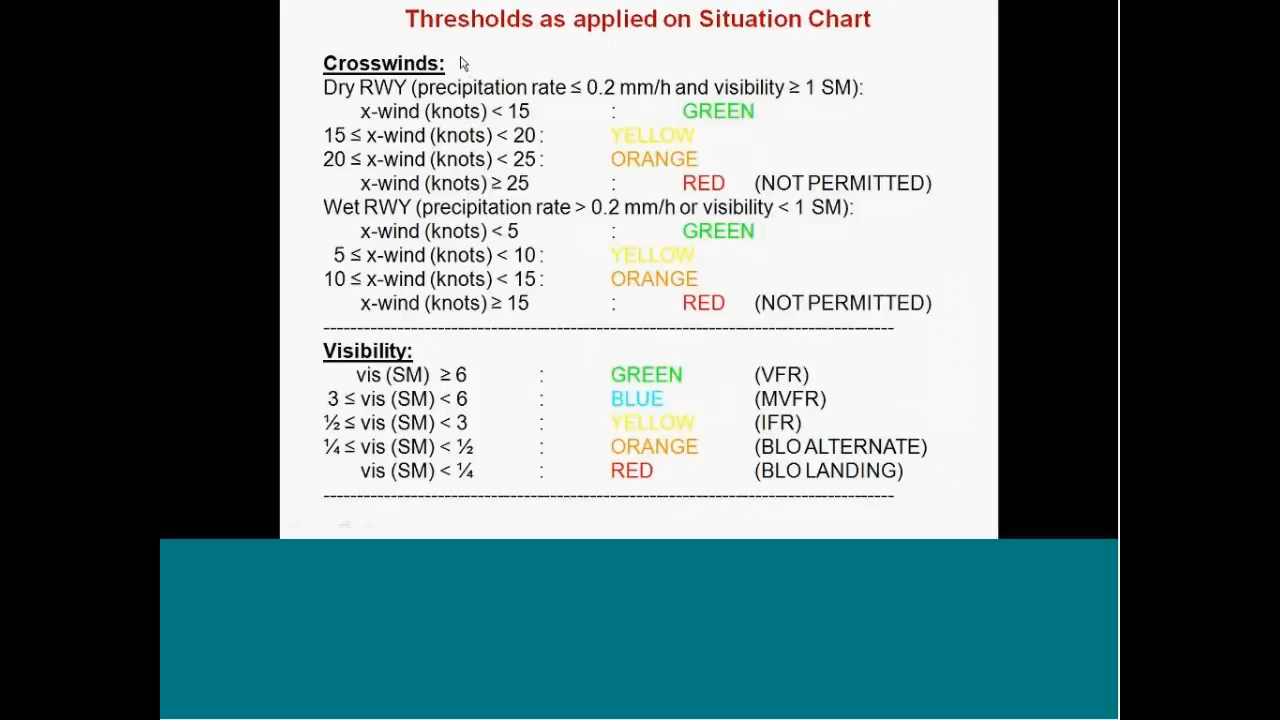 Thresholds as applied on Situation Chart
Crosswinds:
Dry RWY (precipitation rate ≤ 0.2 mm/h and visibility ≥ 1 SM):
x-wind (knots) < 15 : GREEN
15 ≤ x-wind (knots) < 20 : YELLOW
20 ≤ x-wind (knots) < 25 : ORANGE
x-wind (knots) ≥ 25 : RED (NOT PERMITTED)
Wet RWY (precipitation rate > 0.2 mm/h or visibility < 1 SM):
x-wind (knots) < 5 : GREEN
5 ≤ x-wind (knots) < 10 : YELLOW
10 ≤ x-wind (knots) < 15 : ORANGE
x-wind (knots) ≥ 15 : RED (NOT PERMITTED)
Visibility:
vis (SM) ≥ 6 : GREEN (VFR)
3 ≤ vis (SM) < 6 : BLUE (MVFR)
½ ≤ vis (SM) < 3 : YELLOW (IFR)
¼ ≤ vis (SM) < ½ : ORANGE (BLO ALTERNATE)
vis (SM) < ¼ : RED (BLO LANDING)